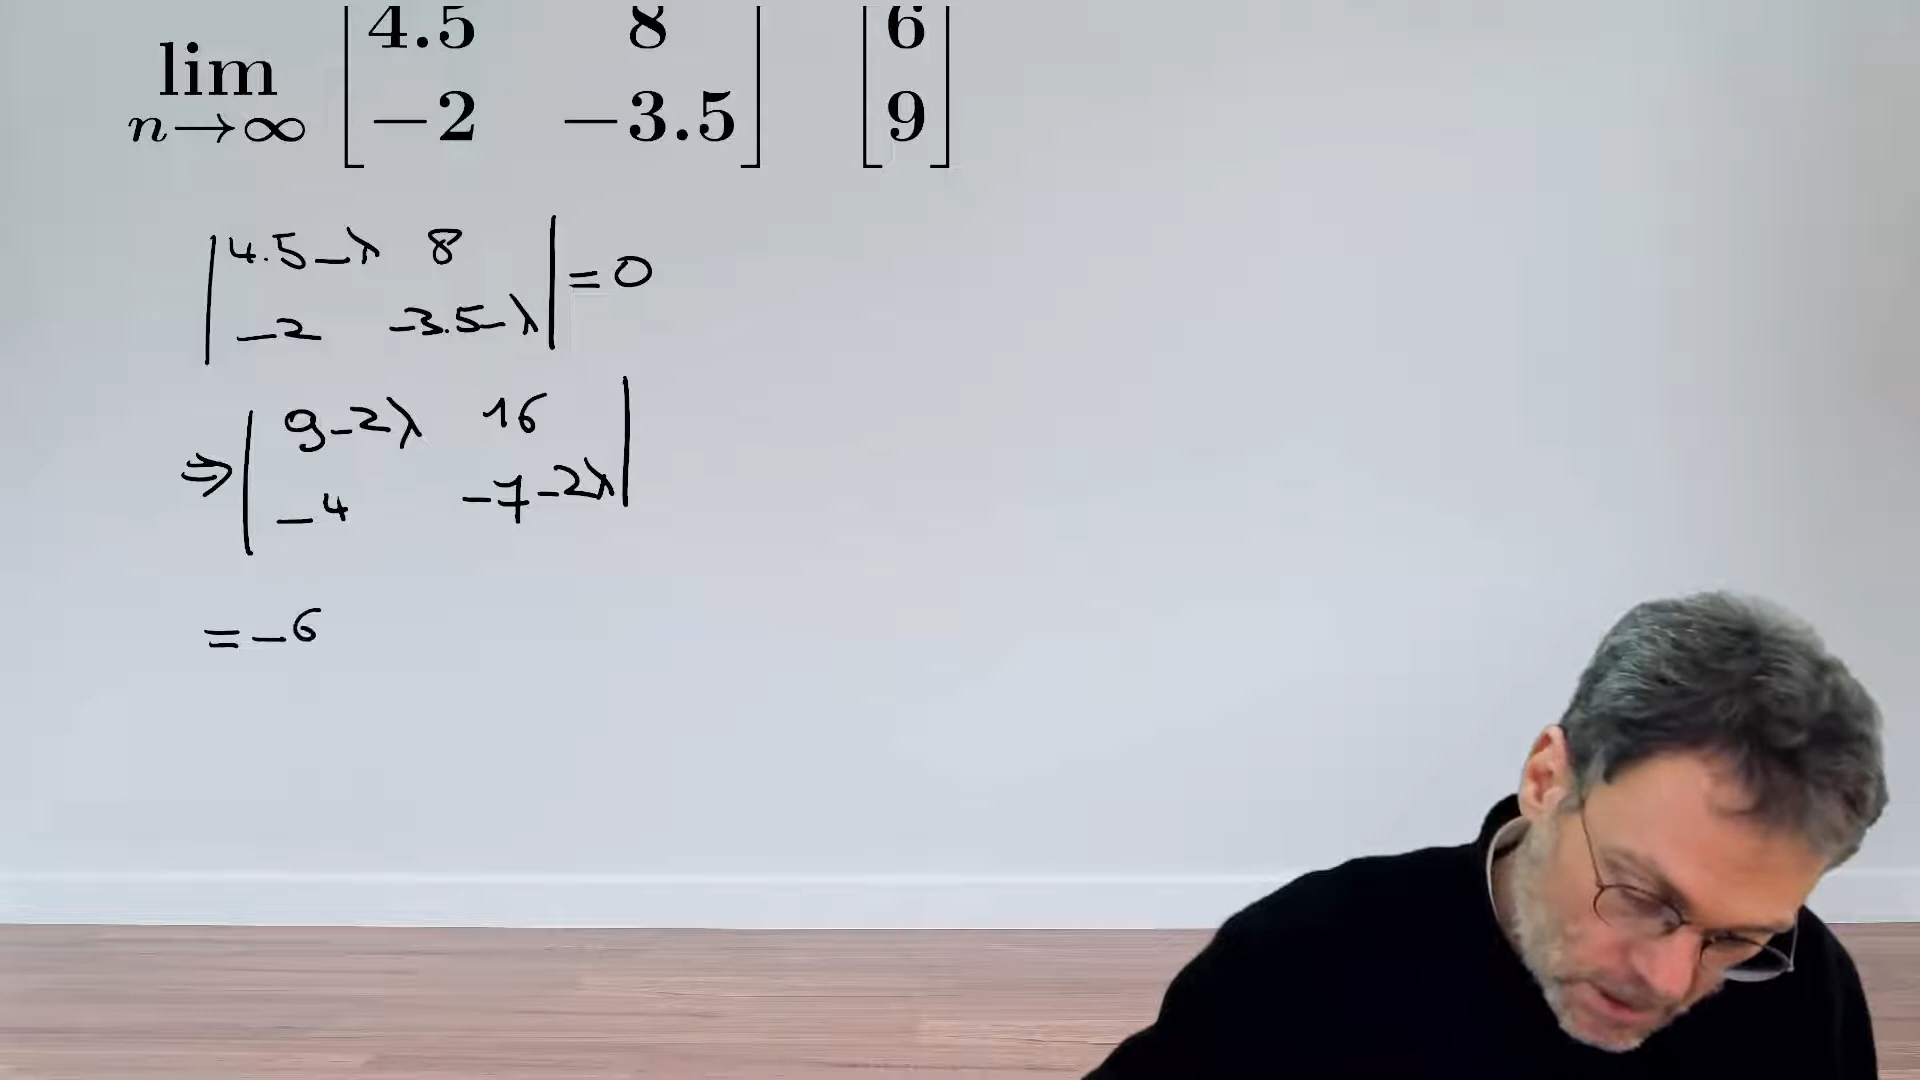 lim n→∞ [4.5 8 −2 −3.5] [6 9]
|4.5−λ 8
−2 −3.5−λ| = 0
⇒ |9−2λ 16
−4 −7−2λ|
= −6